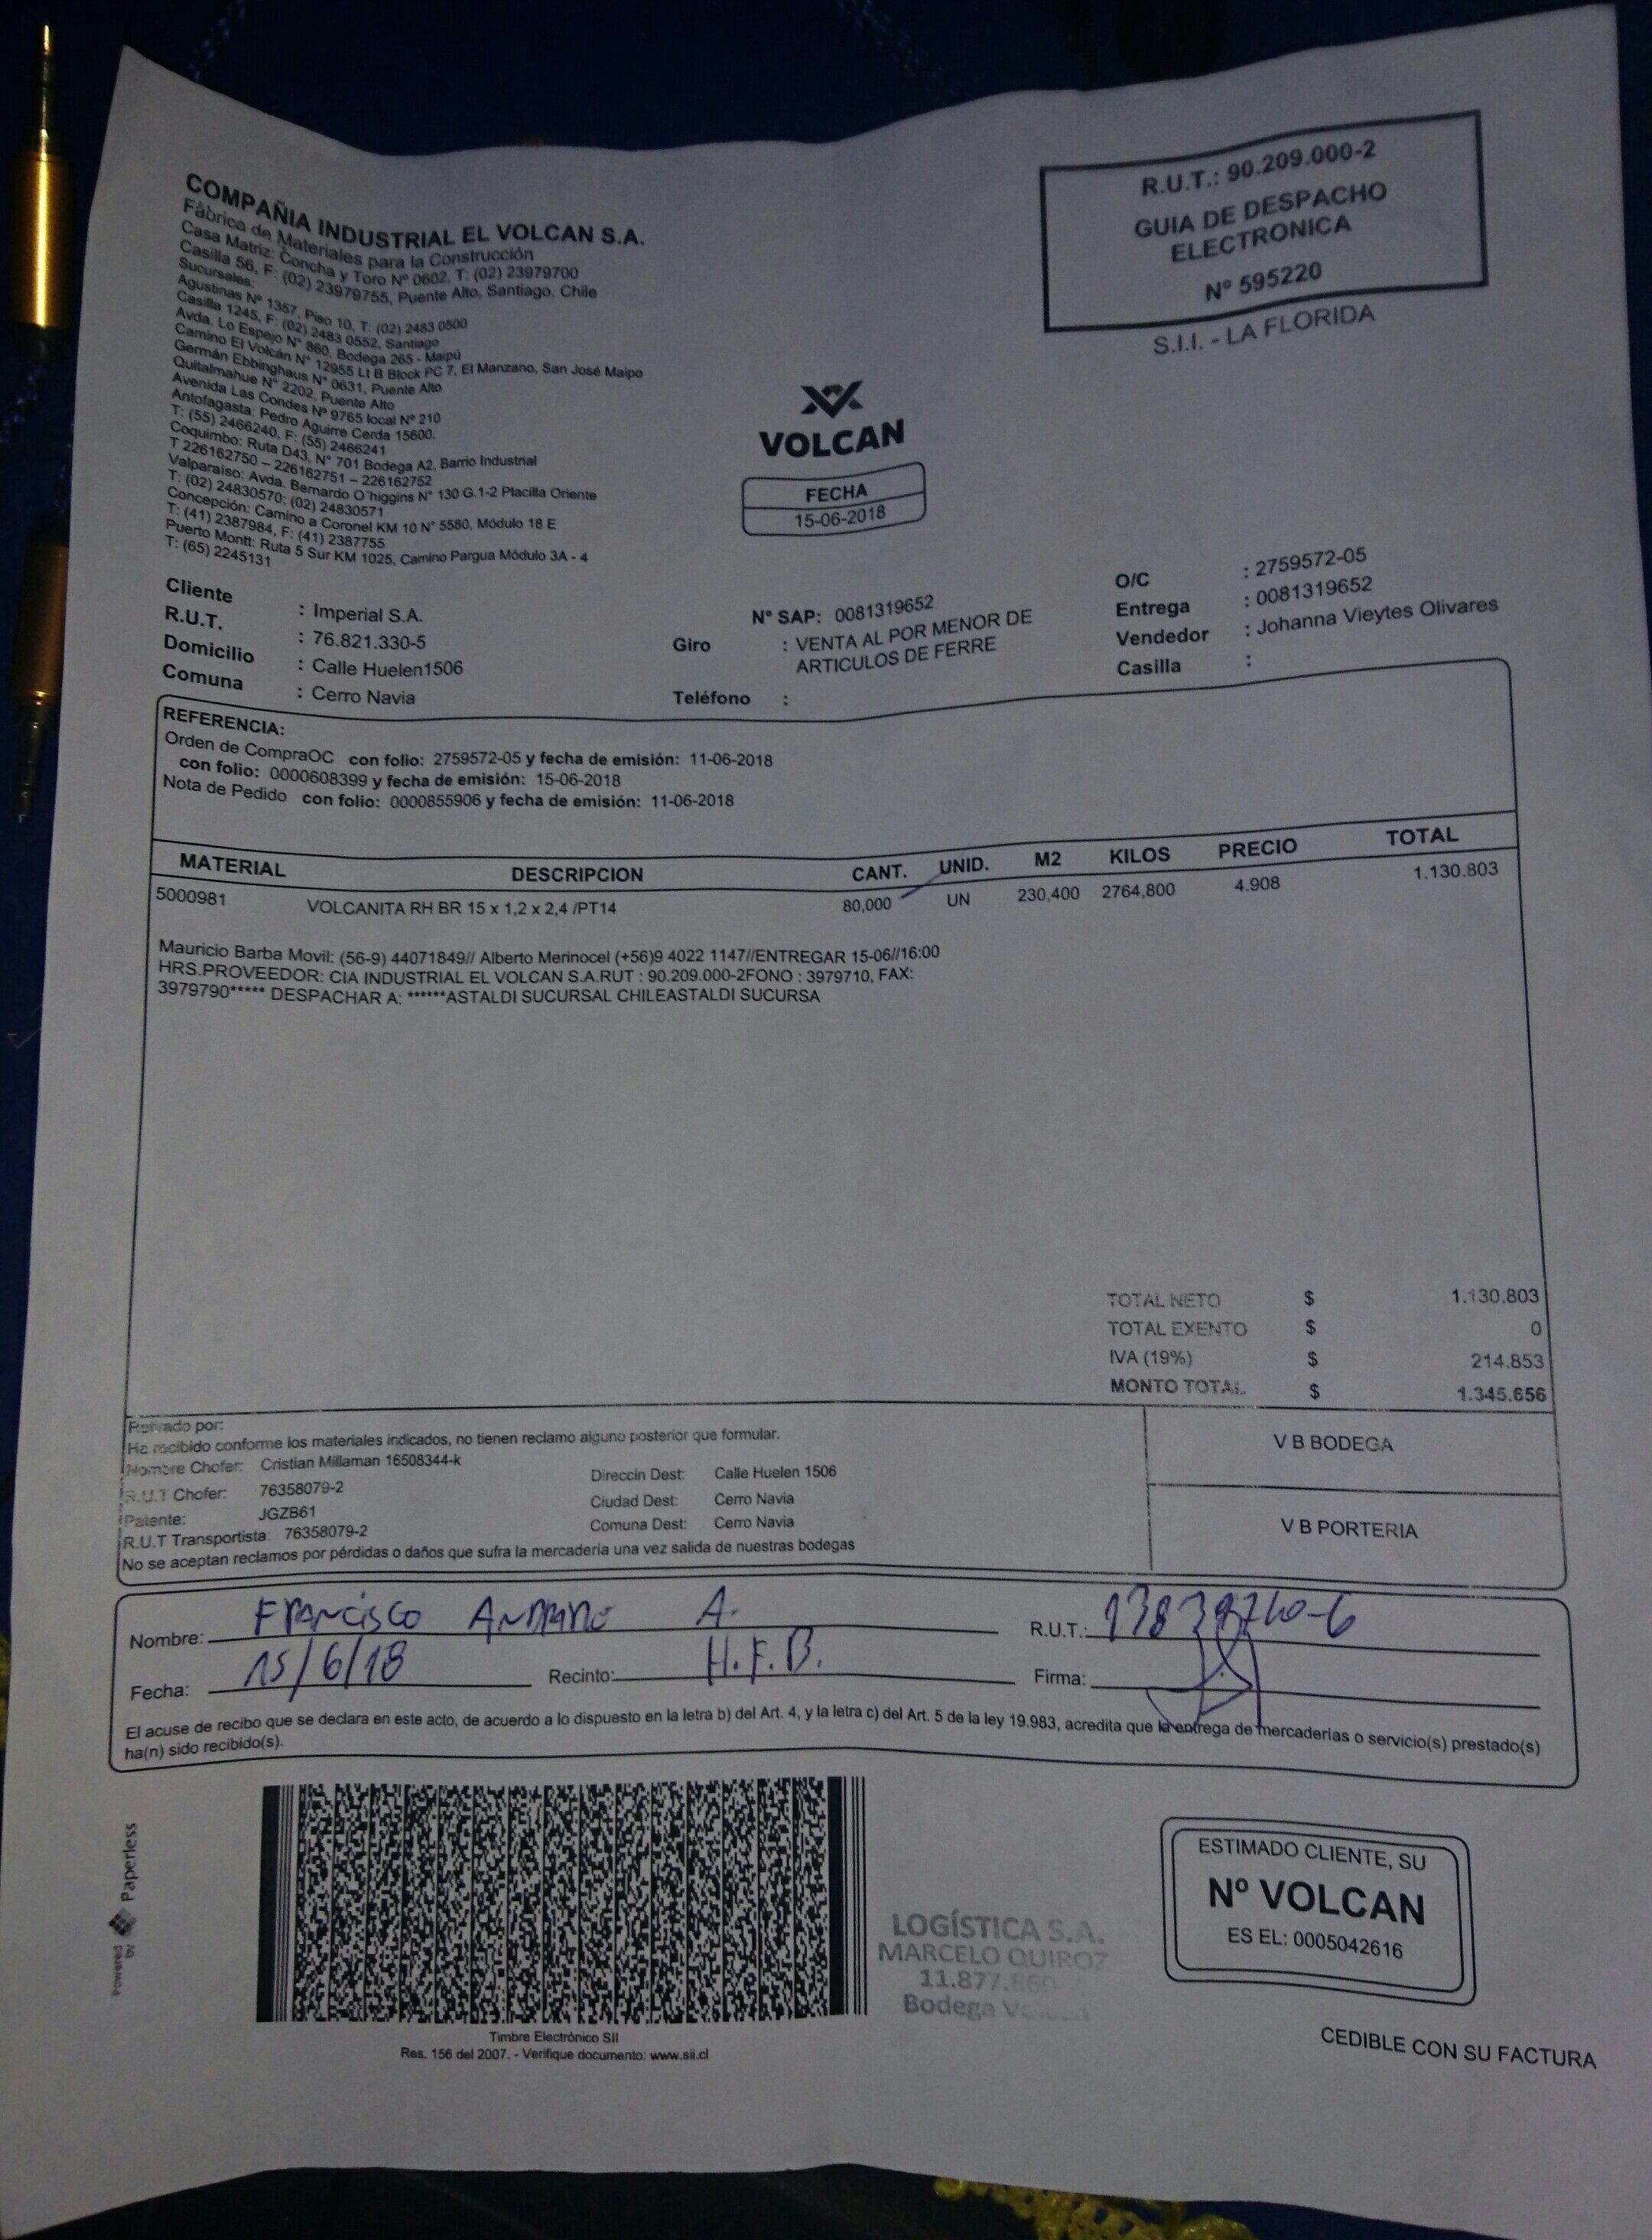 COMPAÑIA INDUSTRIAL EL VOLCAN S.A.
Fábrica de Materiales para la Construcción
Casa Matriz: Concha y Toro Nº 0602, T: (02) 23979700
Casilla 56, F: (02) 23979755, Puente Alto, Santiago, Chile
Sucursales:
Agustinas Nº 1357, Piso 10, T: (02) 2483 0500
Casilla 1245, F: (02) 2483 0552, Santiago
Avda. Lo Espejo N° 860, Bodega 265 - Maipú
Camino El Volcán N° 12955 Lt B Block PC 7, El Manzano, San José Maipo
Germán Ebbinghaus N° 0631, Puente Alto
Quitalmahue N° 2202, Puente Alto
Avenida Las Condes Nº 9765 local Nº 210
Antofagasta: Pedro Aguirre Cerda 15600.
T: (55) 2466240, F: (55) 2466241
Coquimbo: Ruta D43, N° 701 Bodega A2, Barrio Industrial
T 226162750 – 226162751 – 226162752
Valparaíso: Avda. Bernardo O´higgins N° 130 G.1-2 Placilla Oriente
T: (02) 24830570; (02) 24830571
Concepción: Camino a Coronel KM 10 N° 5580, Módulo 18 E
T: (41) 2387984, F: (41) 2387755
Puerto Montt: Ruta 5 Sur KM 1025, Camino Pargua Módulo 3A - 4
T: (65) 2245131
R.U.T.: 90.209.000-2
GUIA DE DESPACHO
ELECTRONICA
Nº 595220
S.I.I. - LA FLORIDA
VOLCAN
FECHA
15-06-2018
Cliente : Imperial S.A.
R.U.T. : 76.821.330-5
Domicilio : Calle Huelen1506
Comuna : Cerro Navia
Nº SAP: 0081319652
Giro : VENTA AL POR MENOR DE
ARTICULOS DE FERRE
Teléfono :
O/C : 2759572-05
Entrega : 0081319652
Vendedor : Johanna Vieytes Olivares
Casilla :
REFERENCIA:
Orden de CompraOC con folio: 2759572-05 y fecha de emisión: 11-06-2018
con folio: 0000608399 y fecha de emisión: 15-06-2018
Nota de Pedido con folio: 0000855906 y fecha de emisión: 11-06-2018
MATERIAL DESCRIPCION CANT. UNID. M2 KILOS PRECIO TOTAL
5000981 VOLCANITA RH BR 15 x 1,2 x 2,4 /PT14 80,000 UN 230,400 2764,800 4.908 1.130.803
Mauricio Barba Movil: (56-9) 44071849// Alberto Merinocel (+56)9 4022 1147//ENTREGAR 15-06//16:00
HRS.PROVEEDOR: CIA INDUSTRIAL EL VOLCAN S.A.RUT : 90.209.000-2FONO : 3979710, FAX:
3979790***** DESPACHAR A: ******ASTALDI SUCURSAL CHILEASTALDI SUCURSA
TOTAL NETO $ 1.130.803
TOTAL EXENTO $ 0
IVA (19%) $ 214.853
MONTO TOTAL $ 1.345.656
Retirado por:
Ha recibido conforme los materiales indicados, no tienen reclamo alguno posterior que formular.
Nombre Chofer: Cristian Millaman 16508344-k
R.U.T Chofer: 76358079-2
Patente: JGZB61
R.U.T Transportista: 76358079-2
Direccin Dest: Calle Huelen 1506
Ciudad Dest: Cerro Navia
Comuna Dest: Cerro Navia
No se aceptan reclamos por pérdidas o daños que sufra la mercadería una vez salida de nuestras bodegas
V B BODEGA
V B PORTERIA
Nombre: Francisco A.
R.U.T.:
Fecha: 15/6/18 Recinto: H.F.B. Firma:
El acuse de recibo que se declara en este acto, de acuerdo a lo dispuesto en la letra b) del Art. 4, y la letra c) del Art. 5 de la ley 19.983, acredita que la entrega de mercaderías o servicio(s) prestado(s)
ha(n) sido recibido(s).
Powered by Paperless
LOGÍSTICA S.A.
MARCELO QUIROZ
11.877.
Bodega
ESTIMADO CLIENTE, SU
Nº VOLCAN
ES EL: 0005042616
Timbre Electrónico SII
Res. 156 del 2007. - Verifique documento: www.sii.cl
CEDIBLE CON SU FACTURA